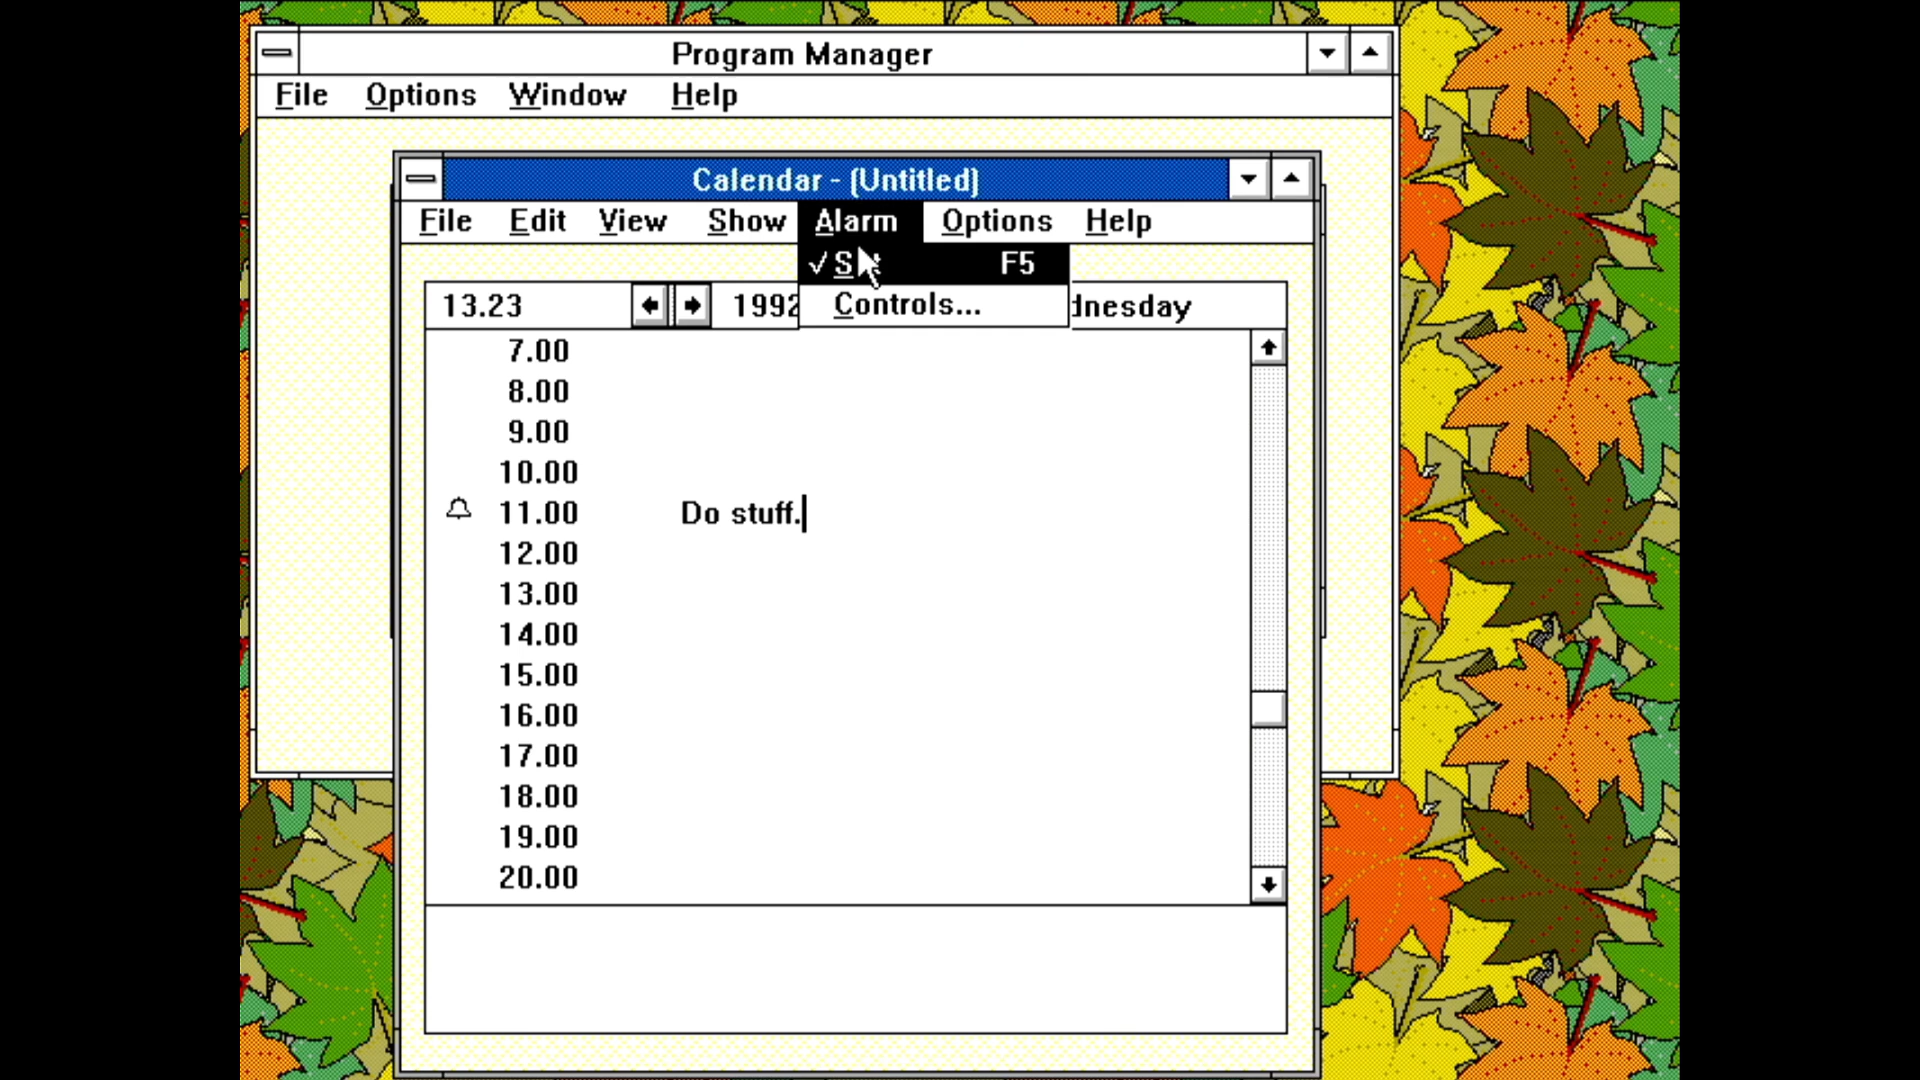 Program Manager
File Options Window Help
Calendar - (Untitled)
File Edit View Show Alarm Options Help
✓ F5
13.23 1992
Controls...
7.00
8.00
9.00
10.00
11.00 Do stuff.
12.00
13.00
14.00
15.00
16.00
17.00
18.00
19.00
20.00